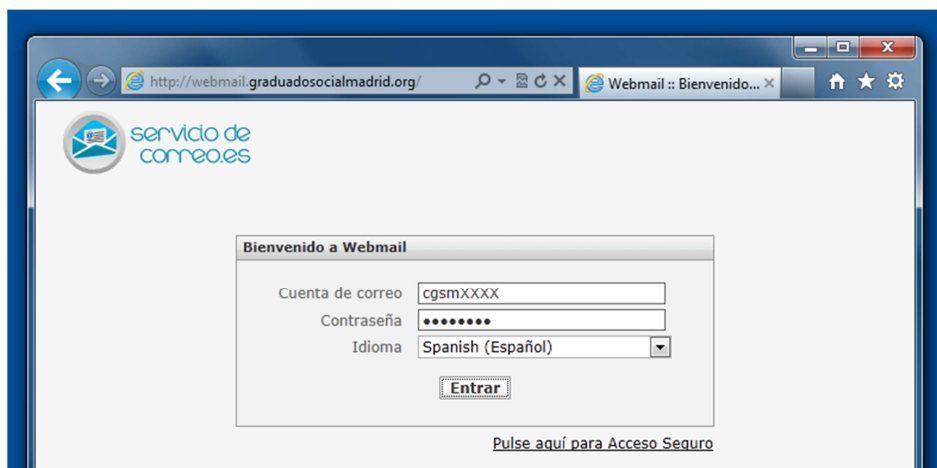 http://webmail.graduadosocialmadrid.org/
Webmail :: Bienvenido...
servicio de
correo.es
Bienvenido a Webmail
Cuenta de correo cgsmXXXX
Contraseña ••••••••
Idioma Spanish (Español)
Entrar
Pulse aquí para Acceso Seguro